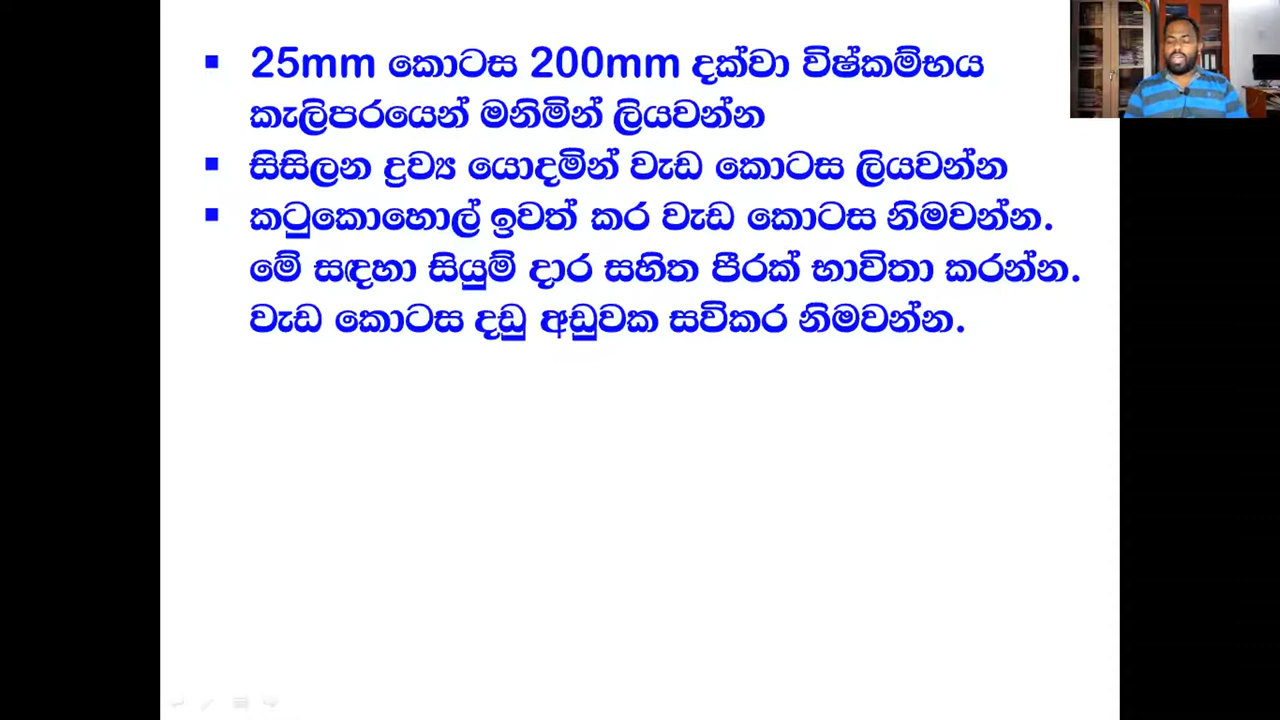 ▪ 25mm කොටස 200mm දක්වා විෂ්කම්භය
කැලිපරයෙන් මනිමින් ලියවන්න
▪ සිසිලන ද්‍රව්‍ය යොදමින් වැඩ කොටස ලියවන්න
▪ කටුකොහොල් ඉවත් කර වැඩ කොටස නිමවන්න.
මේ සඳහා සියුම් දාර සහිත පීරක් භාවිතා කරන්න.
වැඩ කොටස දඬු අඬුවක සවිකර නිමවන්න.